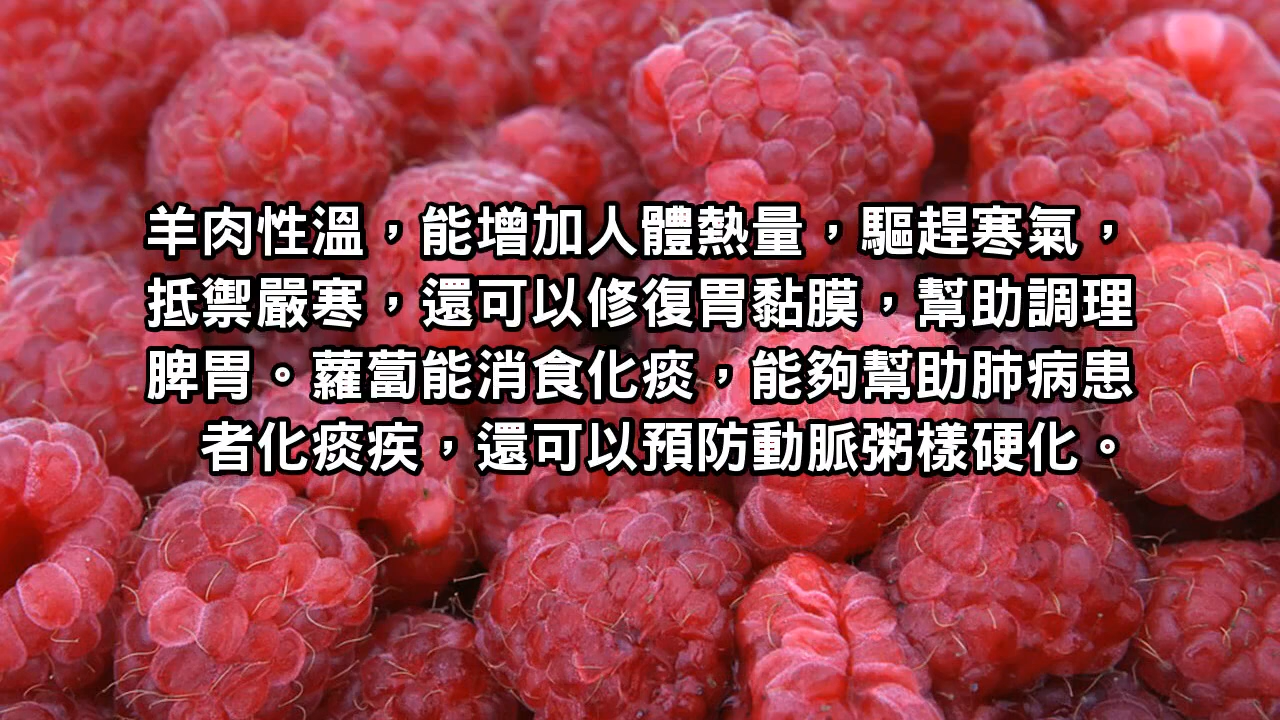 羊肉性溫，能增加人體熱量，驅趕寒氣，
抵禦嚴寒，還可以修復胃黏膜，幫助調理
脾胃。蘿蔔能消食化痰，能夠幫助肺病患
者化痰疾，還可以預防動脈粥樣硬化。